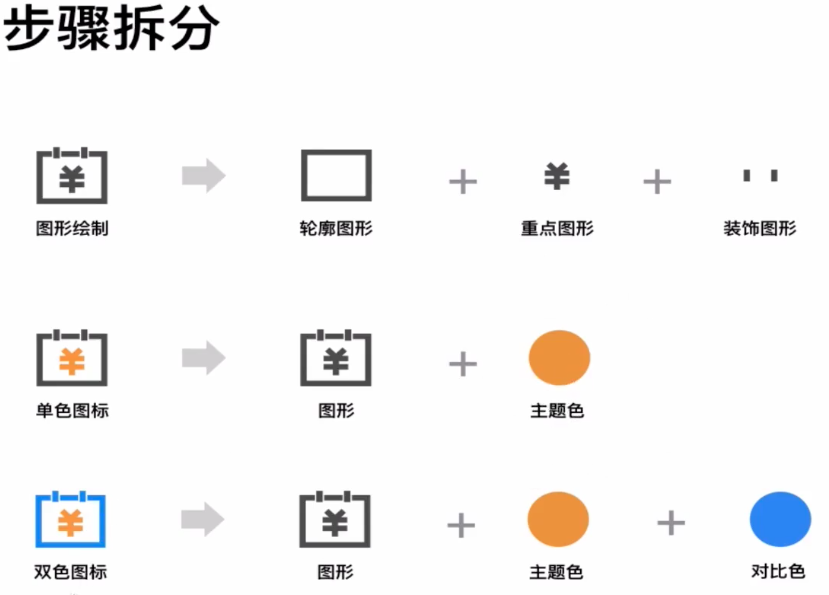 步骤拆分
¥ ¥
图形绘制 轮廓图形 + 重点图形 + 装饰图形
¥ ¥
单色图标 图形 + 主题色
¥ ¥
双色图标 图形 + 主题色 + 对比色